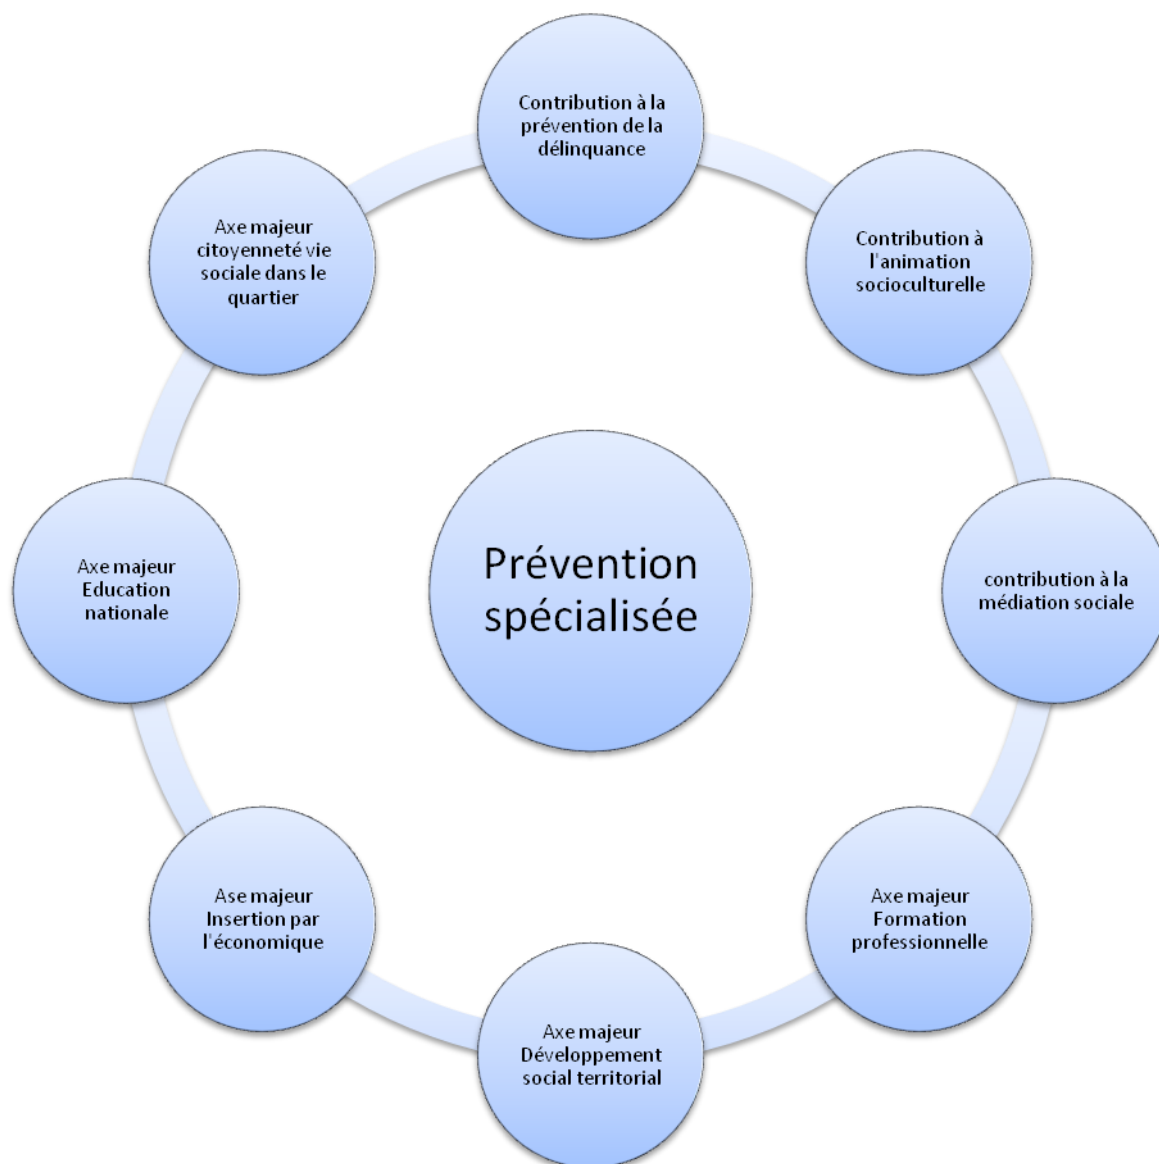 Contribution à la
prévention de la
délinquance
Contribution à
l'animation
socioculturelle
contribution à la
médiation sociale
Axe majeur
Formation
professionnelle
Axe majeur
Développement
social territorial
Ase majeur
Insertion par
l'économique
Axe majeur
Education
nationale
Axe majeur
citoyenneté vie
sociale dans le
quartier
Prévention
spécialisée